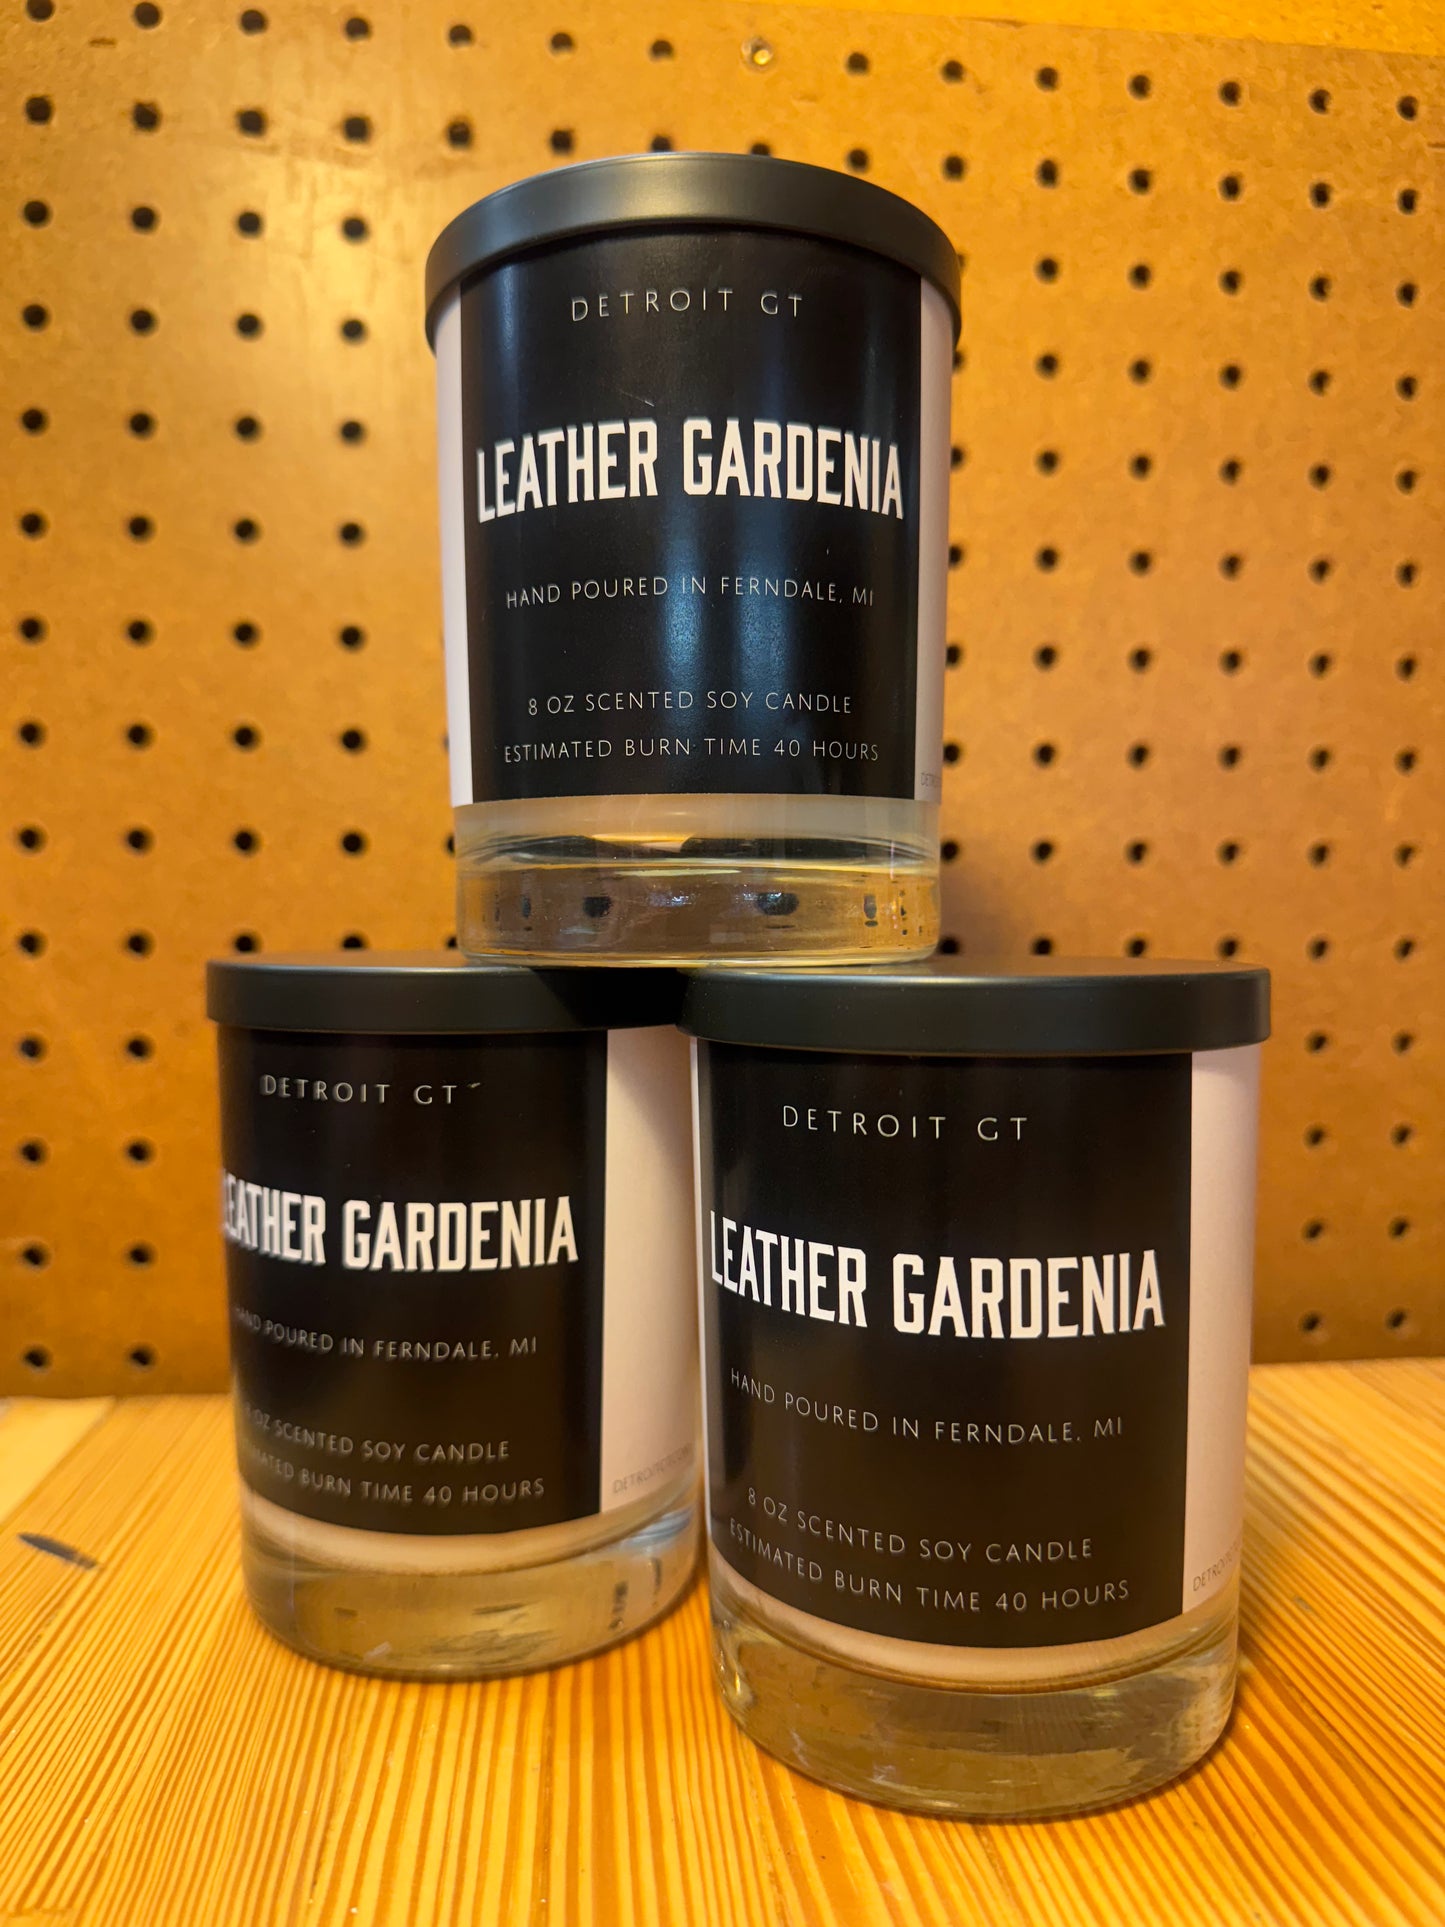 DETROIT GT
LEATHER GARDENIA
HAND POURED IN FERNDALE, MI
8 OZ SCENTED SOY CANDLE
ESTIMATED BURN TIME 40 HOURS
DETROIT GT
LEATHER GARDENIA
HAND POURED IN FERNDALE, MI
8 OZ SCENTED SOY CANDLE
BURN TIME 40 HOURS
DETROIT GT
LEATHER GARDENIA
HAND POURED IN FERNDALE, MI
8 OZ SCENTED SOY CANDLE
ESTIMATED BURN TIME 40 HOURS